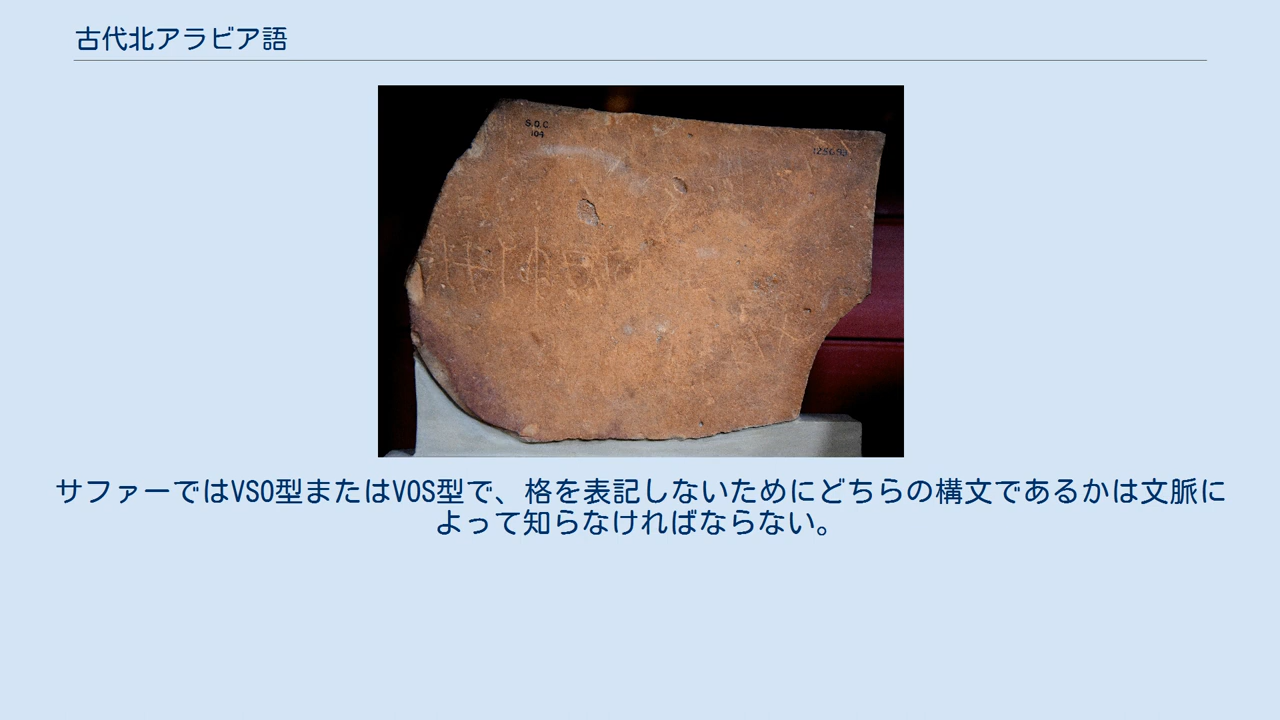 古代北アラビア語
S.O.C.
104
125693
サファーではVSO型またはVOS型で、格を表記しないためにどちらの構文であるかは文脈に
よって知らなければならない。